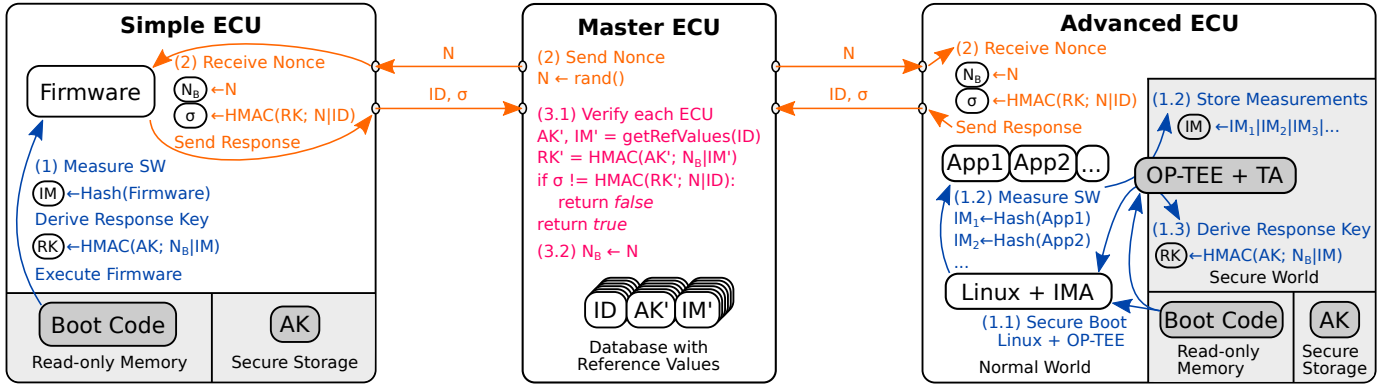 Simple ECU
Firmware
(2) Receive Nonce
N_B ←N
σ ←HMAC(RK; N|ID)
Send Response
(1) Measure SW
IM ←Hash(Firmware)
Derive Response Key
RK ←HMAC(AK; N_B|IM)
Execute Firmware
Boot Code
Read-only Memory
AK
Secure Storage
N
ID, σ
Master ECU
(2) Send Nonce
N ← rand()
(3.1) Verify each ECU
AK', IM' = getRefValues(ID)
RK' = HMAC(AK'; N_B|IM')
if σ != HMAC(RK'; N|ID):
return false
return true
(3.2) N_B ← N
ID AK' IM'
Database with
Reference Values
N
ID, σ
Advanced ECU
(2) Receive Nonce
N_B ←N
σ ←HMAC(RK; N|ID)
Send Response
App1 App2 ...
(1.2) Measure SW
IM₁←Hash(App1)
IM₂←Hash(App2)
...
Linux + IMA
(1.1) Secure Boot
Linux + OP-TEE
Normal World
(1.2) Store Measurements
IM ←IM₁|IM₂|IM₃|...
OP-TEE + TA
(1.3) Derive Response Key
RK ←HMAC(AK; N_B|IM)
Secure World
Boot Code
Read-only
Memory
AK
Secure
Storage